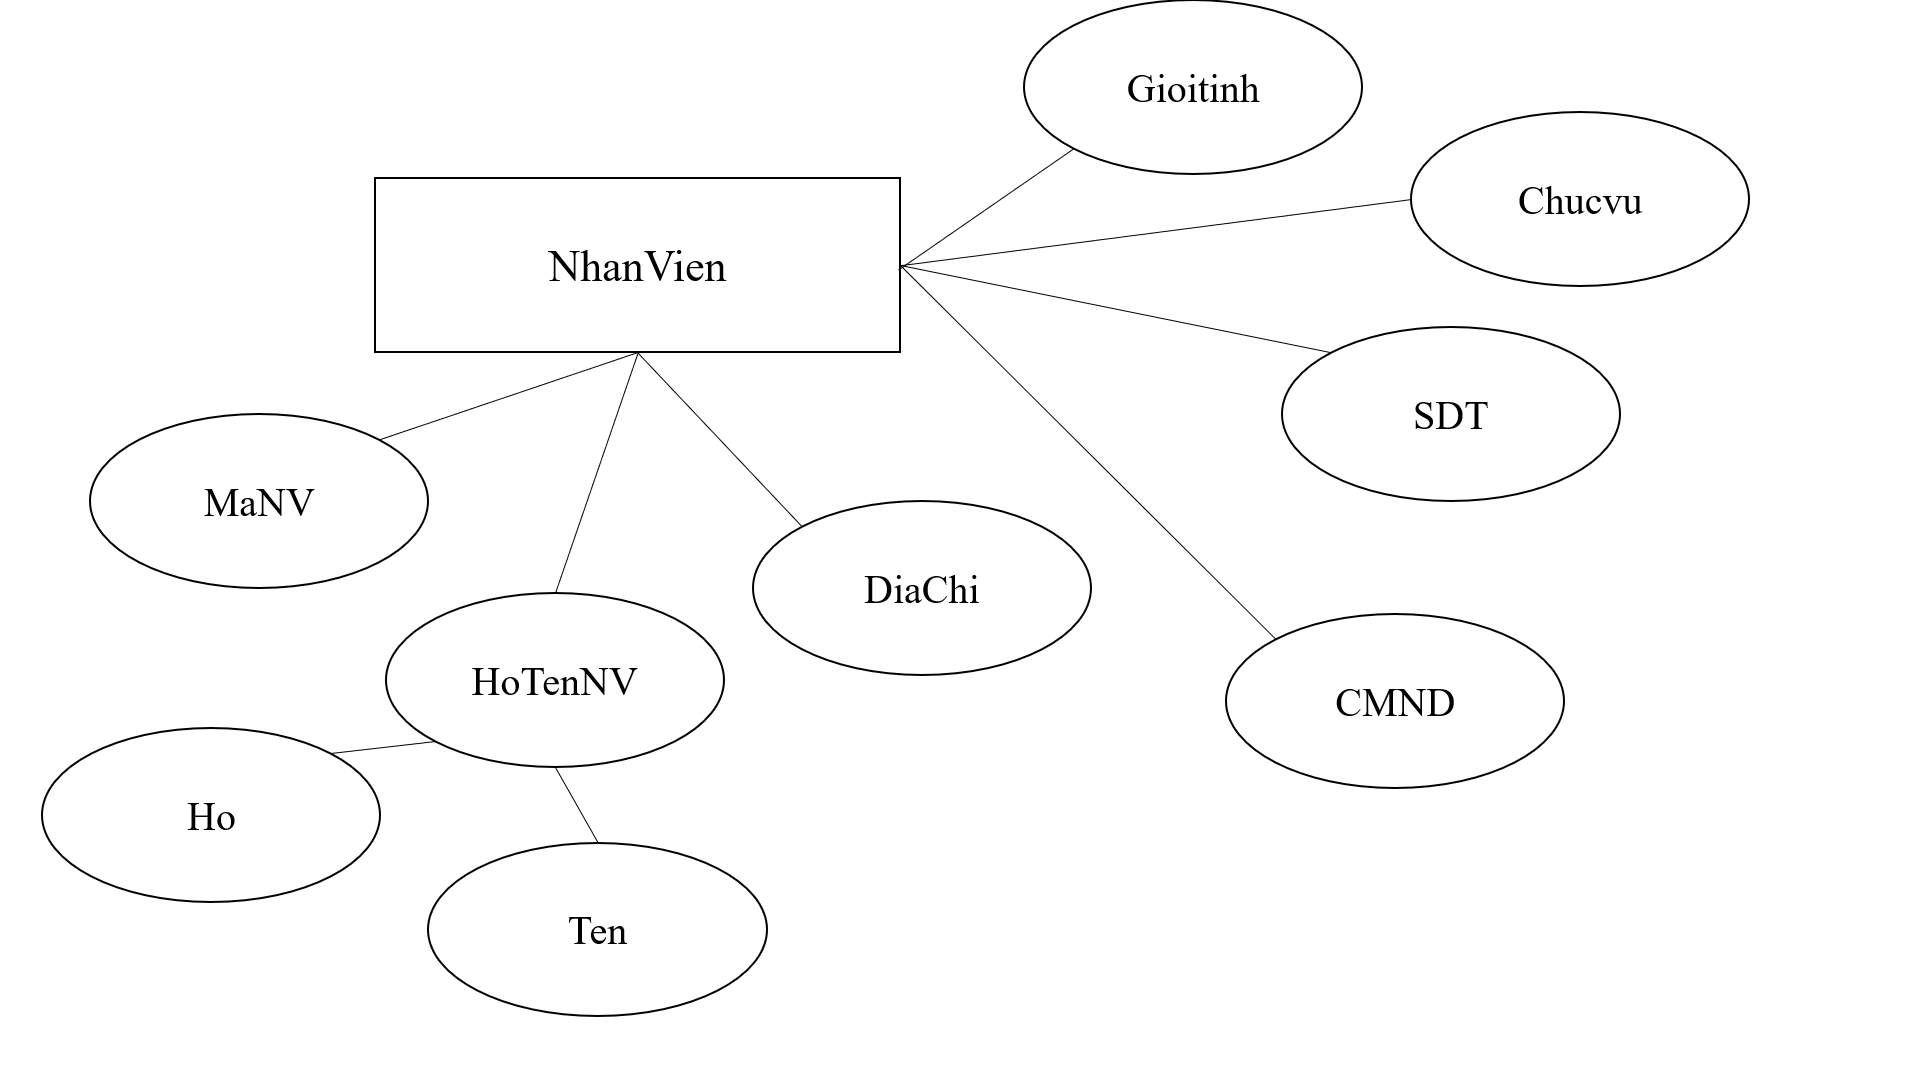 Gioitinh
Chucvu
NhanVien
SDT
MaNV
DiaChi
HoTenNV
CMND
Ho
Ten